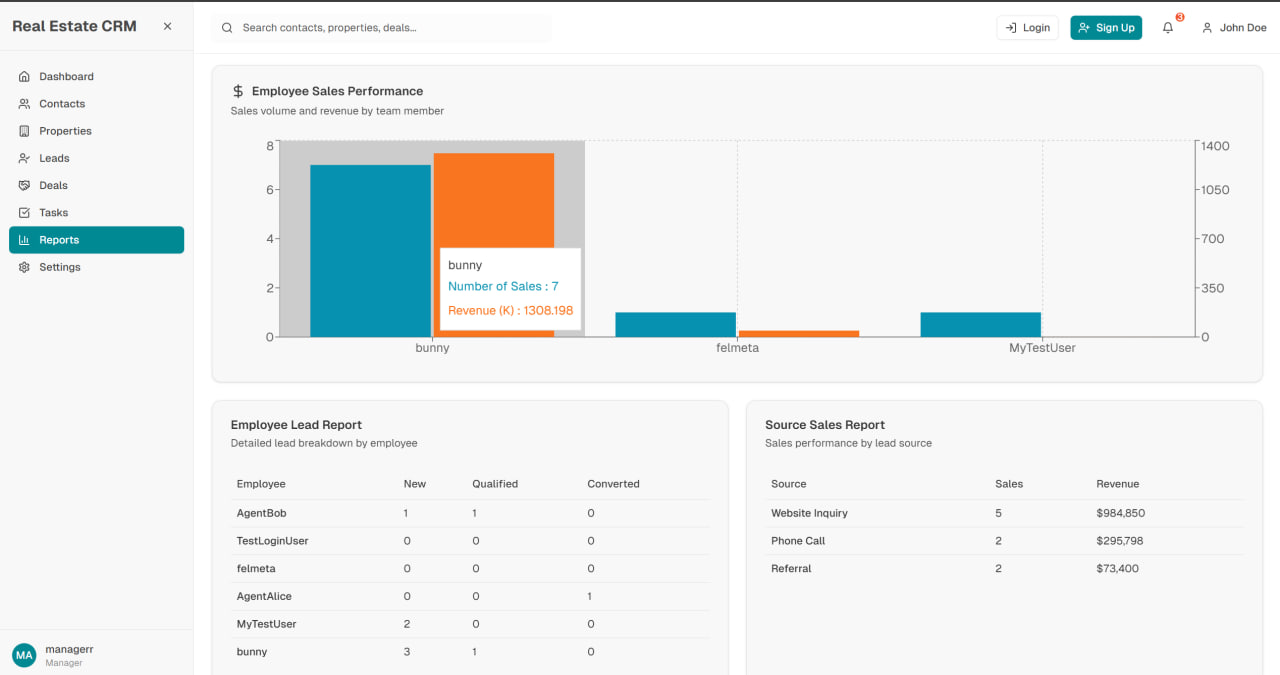 Real Estate CRM
Search contacts, properties, deals...
Login
Sign Up
3
John Doe
Dashboard
Contacts
Properties
Leads
Deals
Tasks
Reports
Settings
MA
managerr
Manager
Employee Sales Performance
Sales volume and revenue by team member
8
6
4
2
0
1400
1050
700
350
0
bunny
Number of Sales : 7
Revenue (K) : 1308.198
bunny felmeta MyTestUser
Employee Lead Report
Detailed lead breakdown by employee
Employee New Qualified Converted
AgentBob 1 1 0
TestLoginUser 0 0 0
felmeta 0 0 0
AgentAlice 0 0 1
MyTestUser 2 0 0
bunny 3 1 0
Source Sales Report
Sales performance by lead source
Source Sales Revenue
Website Inquiry 5 $984,850
Phone Call 2 $295,798
Referral 2 $73,400